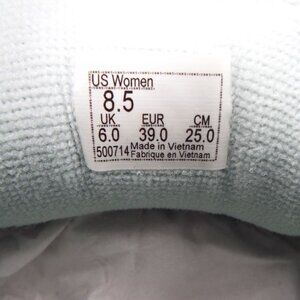 US Women
8.5
UK EUR CM
6.0 39.0 25.0
500714 Made in Vietnam
Fabrique en Vietnam